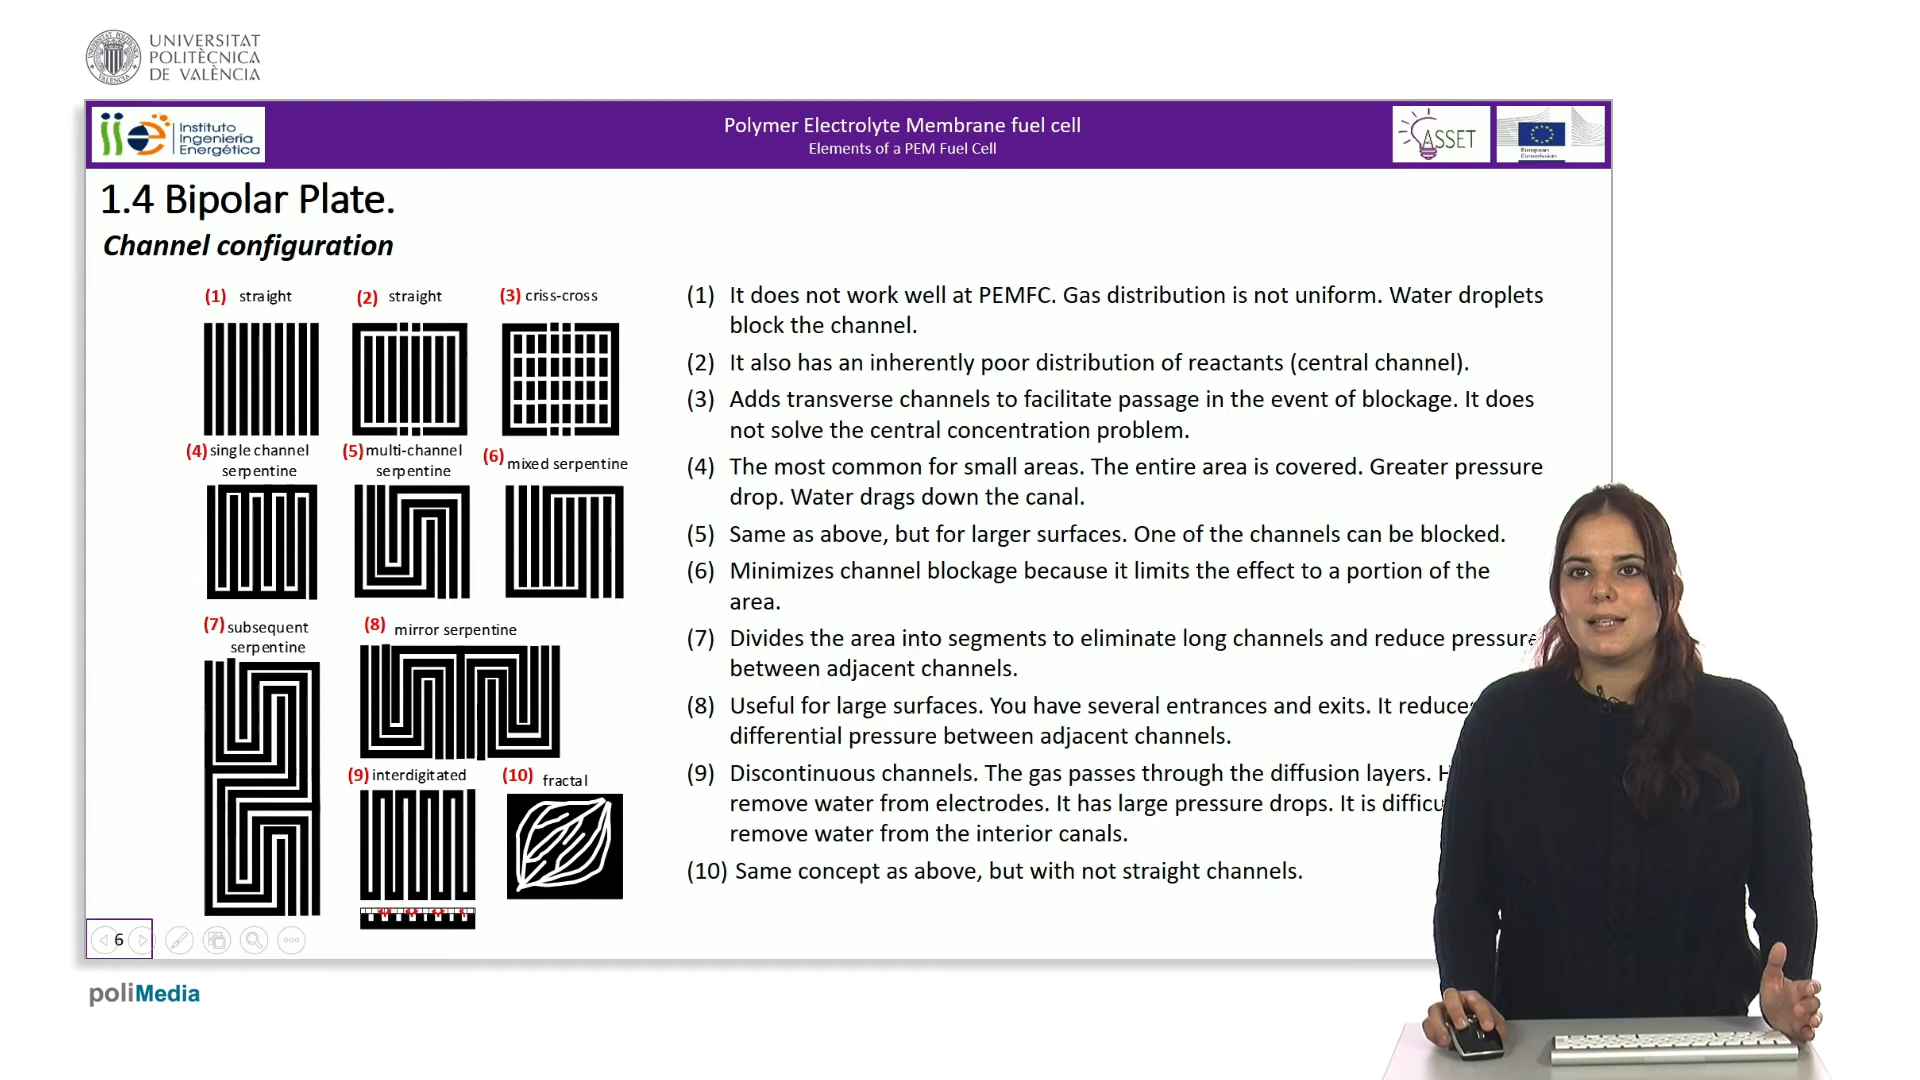 UNIVERSITAT
POLITÈCNICA
DE VALÈNCIA
Instituto
Ingeniería
Energética
Polymer Electrolyte Membrane fuel cell
Elements of a PEM Fuel Cell
ASSET
European
Commission
1.4 Bipolar Plate.
Channel configuration
(1) straight
(2) straight
(3) criss-cross
(4) single channel
serpentine
(5) multi-channel
serpentine
(6) mixed serpentine
(7) subsequent
serpentine
(8) mirror serpentine
(9) interdigitated
(10) fractal
(1) It does not work well at PEMFC. Gas distribution is not uniform. Water droplets
block the channel.
(2) It also has an inherently poor distribution of reactants (central channel).
(3) Adds transverse channels to facilitate passage in the event of blockage. It does
not solve the central concentration problem.
(4) The most common for small areas. The entire area is covered. Greater pressure
drop. Water drags down the canal.
(5) Same as above, but for larger surfaces. One of the channels can be blocked.
(6) Minimizes channel blockage because it limits the effect to a portion of the
area.
(7) Divides the area into segments to eliminate long channels and reduce pressure
between adjacent channels.
(8) Useful for large surfaces. You have several entrances and exits. It reduces
differential pressure between adjacent channels.
(9) Discontinuous channels. The gas passes through the diffusion layers.
remove water from electrodes. It has large pressure drops. It is
remove water from the interior canals.
(10) Same concept as above, but with not straight channels.
6
poliMedia